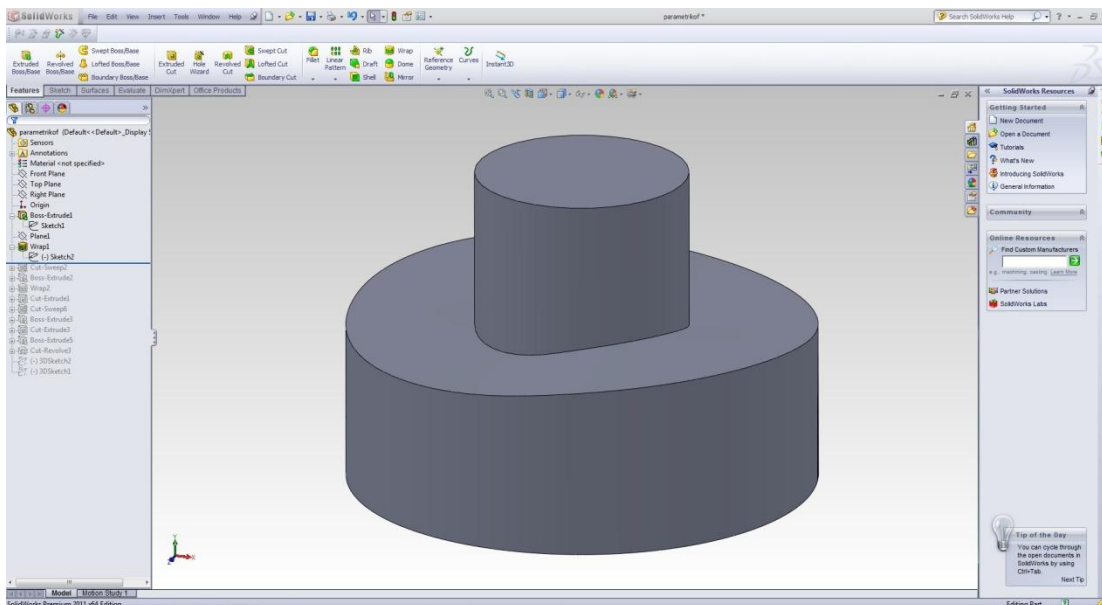 SolidWorks File Edit View Insert Tools Window Help parametrikof * Search SolidWorks Help
Extruded Boss/Base
Revolved Boss/Base
Swept Boss/Base
Lofted Boss/Base
Boundary Boss/Base
Extruded Cut
Hole Wizard
Revolved Cut
Swept Cut
Lofted Cut
Boundary Cut
Fillet
Linear Pattern
Rib
Draft
Shell
Wrap
Dome
Mirror
Reference Geometry
Curves
Instant3D
Features Sketch Surfaces Evaluate DimXpert Office Products
parametrikof (Default<<Default>_Display S
Sensors
Annotations
Material <not specified>
Front Plane
Top Plane
Right Plane
Origin
Boss-Extrude1
Sketch1
Plane1
Wrap1
(-) Sketch2
Cut-Sweep2
Boss-Extrude2
Wrap2
Cut-Extrude1
Cut-Sweep6
Boss-Extrude3
Cut-Extrude3
Boss-Extrude5
Cut-Revolve3
(-) 3DSketch2
(-) 3DSketch1
Y
X
Z
SolidWorks Resources
Getting Started
New Document
Open a Document
Tutorials
What's New
Introducing SolidWorks
General Information
Community
Online Resources
Find Custom Manufacturers
e.g., machining, casting. Learn More
Partner Solutions
SolidWorks Labs
Tip of the Day
You can cycle through
the open documents in
SolidWorks by using
Ctrl+Tab.
Next Tip
Model Motion Study 1
SolidWorks Premium 2011 x64 Edition Editing Part